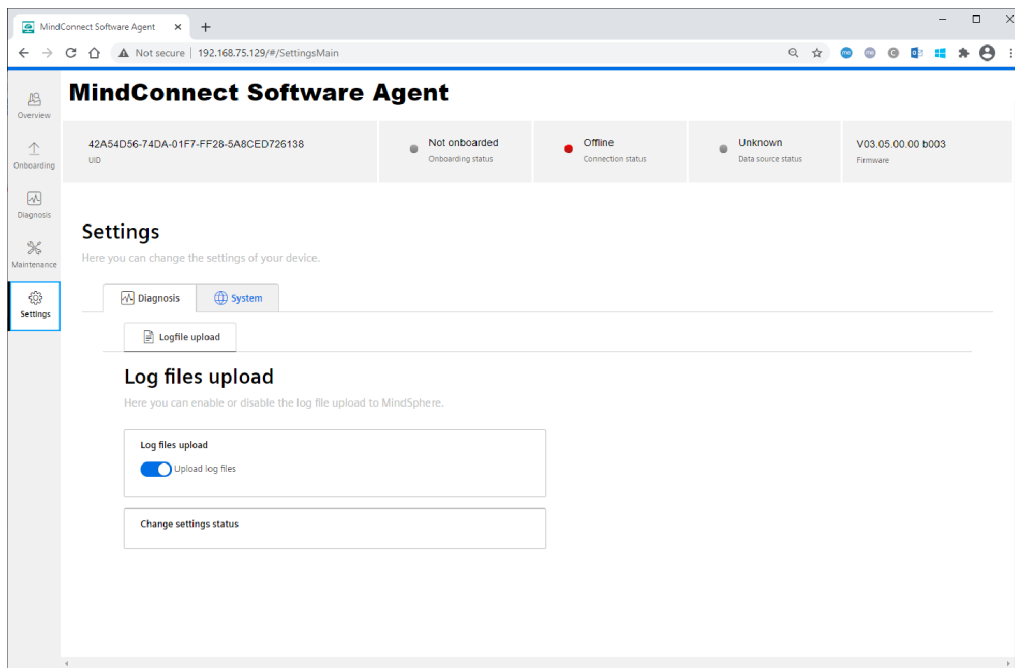 MindConnect Software Agent
Not secure | 192.168.75.129/#/SettingsMain
MindConnect Software Agent
Overview
Onboarding
Diagnosis
Maintenance
Settings
42A54D56-74DA-01F7-FF28-5A8CED726138
UID
Not onboarded
Onboarding status
Offline
Connection status
Unknown
Data source status
V03.05.00.00 b003
Firmware
Settings
Here you can change the settings of your device.
Diagnosis
System
Logfile upload
Log files upload
Here you can enable or disable the log file upload to MindSphere.
Log files upload
Upload log files
Change settings status